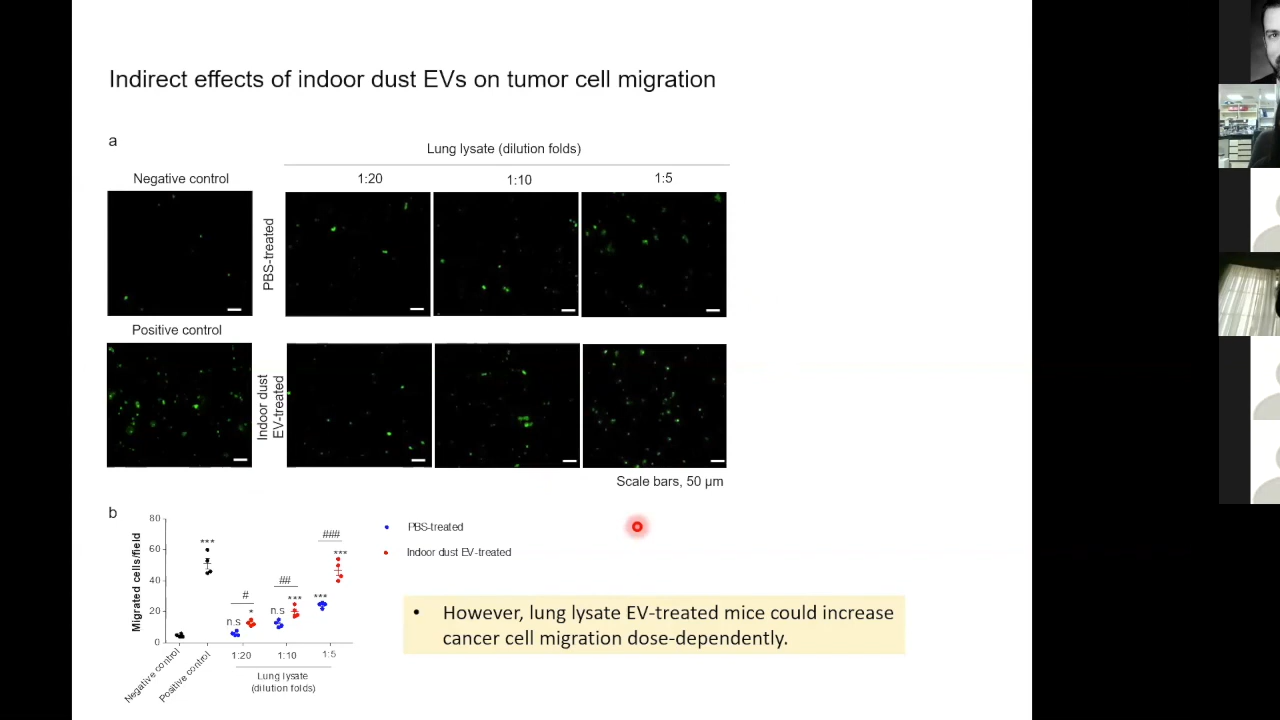 Indirect effects of indoor dust EVs on tumor cell migration
a
Lung lysate (dilution folds)
Negative control
1:20
1:10
1:5
PBS-treated
Positive control
Indoor dust
EV-treated
Scale bars, 50 μm
b
80
60
40
20
0
Migrated cells/field
***
n.s
*
#
n.s
***
##
***
***
###
Negative control
Positive control
1:20
1:10
1:5
Lung lysate
(dilution folds)
PBS-treated
Indoor dust EV-treated
• However, lung lysate EV-treated mice could increase
cancer cell migration dose-dependently.